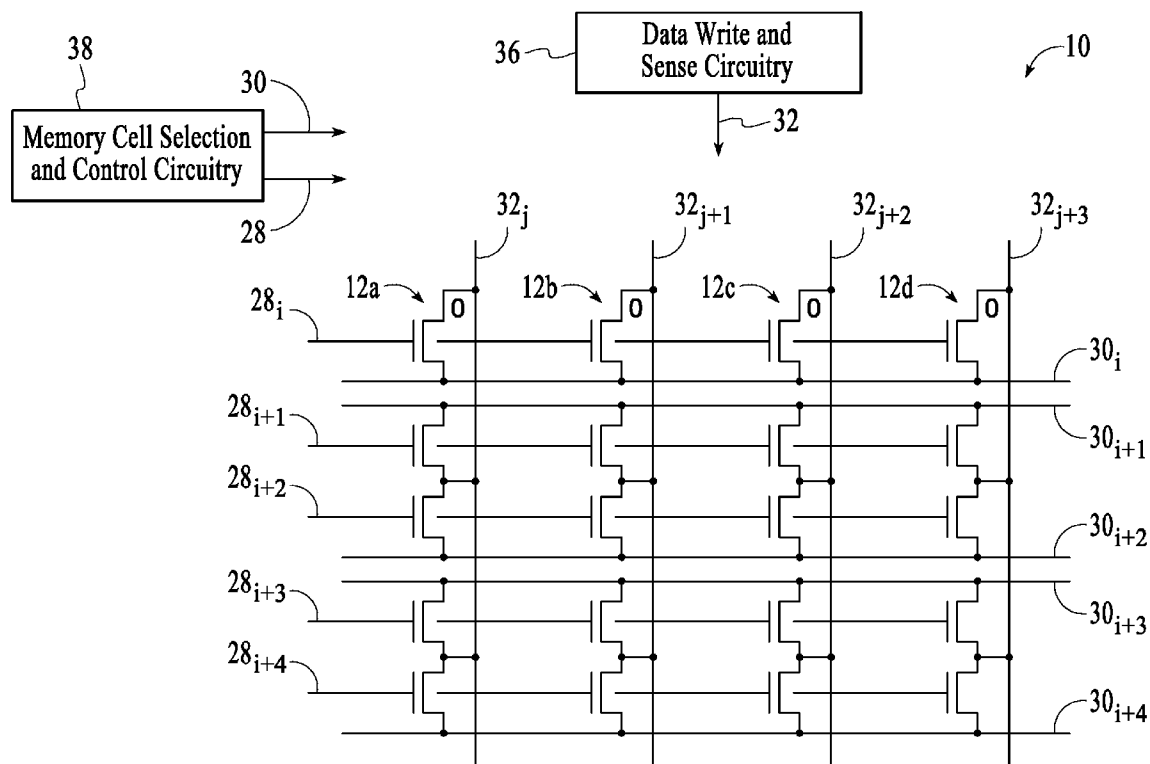 38
Memory Cell Selection
and Control Circuitry
30
28
36
Data Write and
Sense Circuitry
32
10
32j
32j+1
32j+2
32j+3
12a
12b
12c
12d
0
0
0
0
28i
30i
28i+1
30i+1
28i+2
30i+2
28i+3
30i+3
28i+4
30i+4